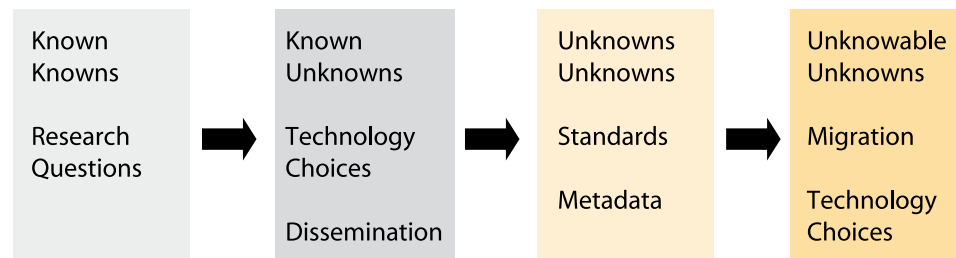 Known
Knowns
Research
Questions
Known
Unknowns
Technology
Choices
Dissemination
Unknowns
Unknowns
Standards
Metadata
Unknowable
Unknowns
Migration
Technology
Choices